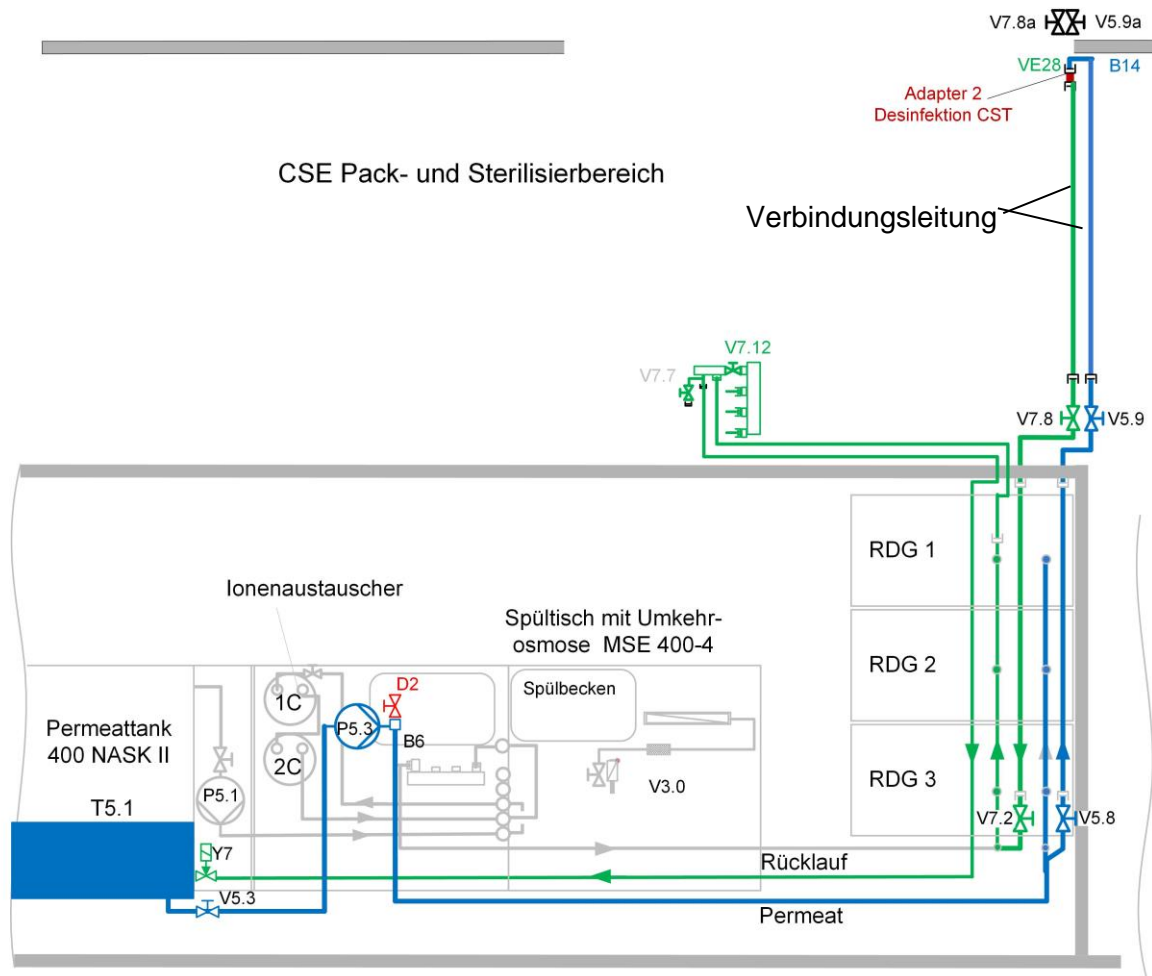 V7.8a V5.9a
VE28 B14
Adapter 2
Desinfektion CST
CSE Pack- und Sterilisierbereich
Verbindungsleitung
V7.12
V7.7
V7.8 V5.9
RDG 1
Ionenaustauscher
Spültisch mit Umkehr-
osmose MSE 400-4
RDG 2
Spülbecken
D2
1C
P5.3
Permeattank
400 NASK II
B6
2C
RDG 3
V3.0
P5.1
T5.1
V7.2 V5.8
Y7
Rücklauf
V5.3
Permeat